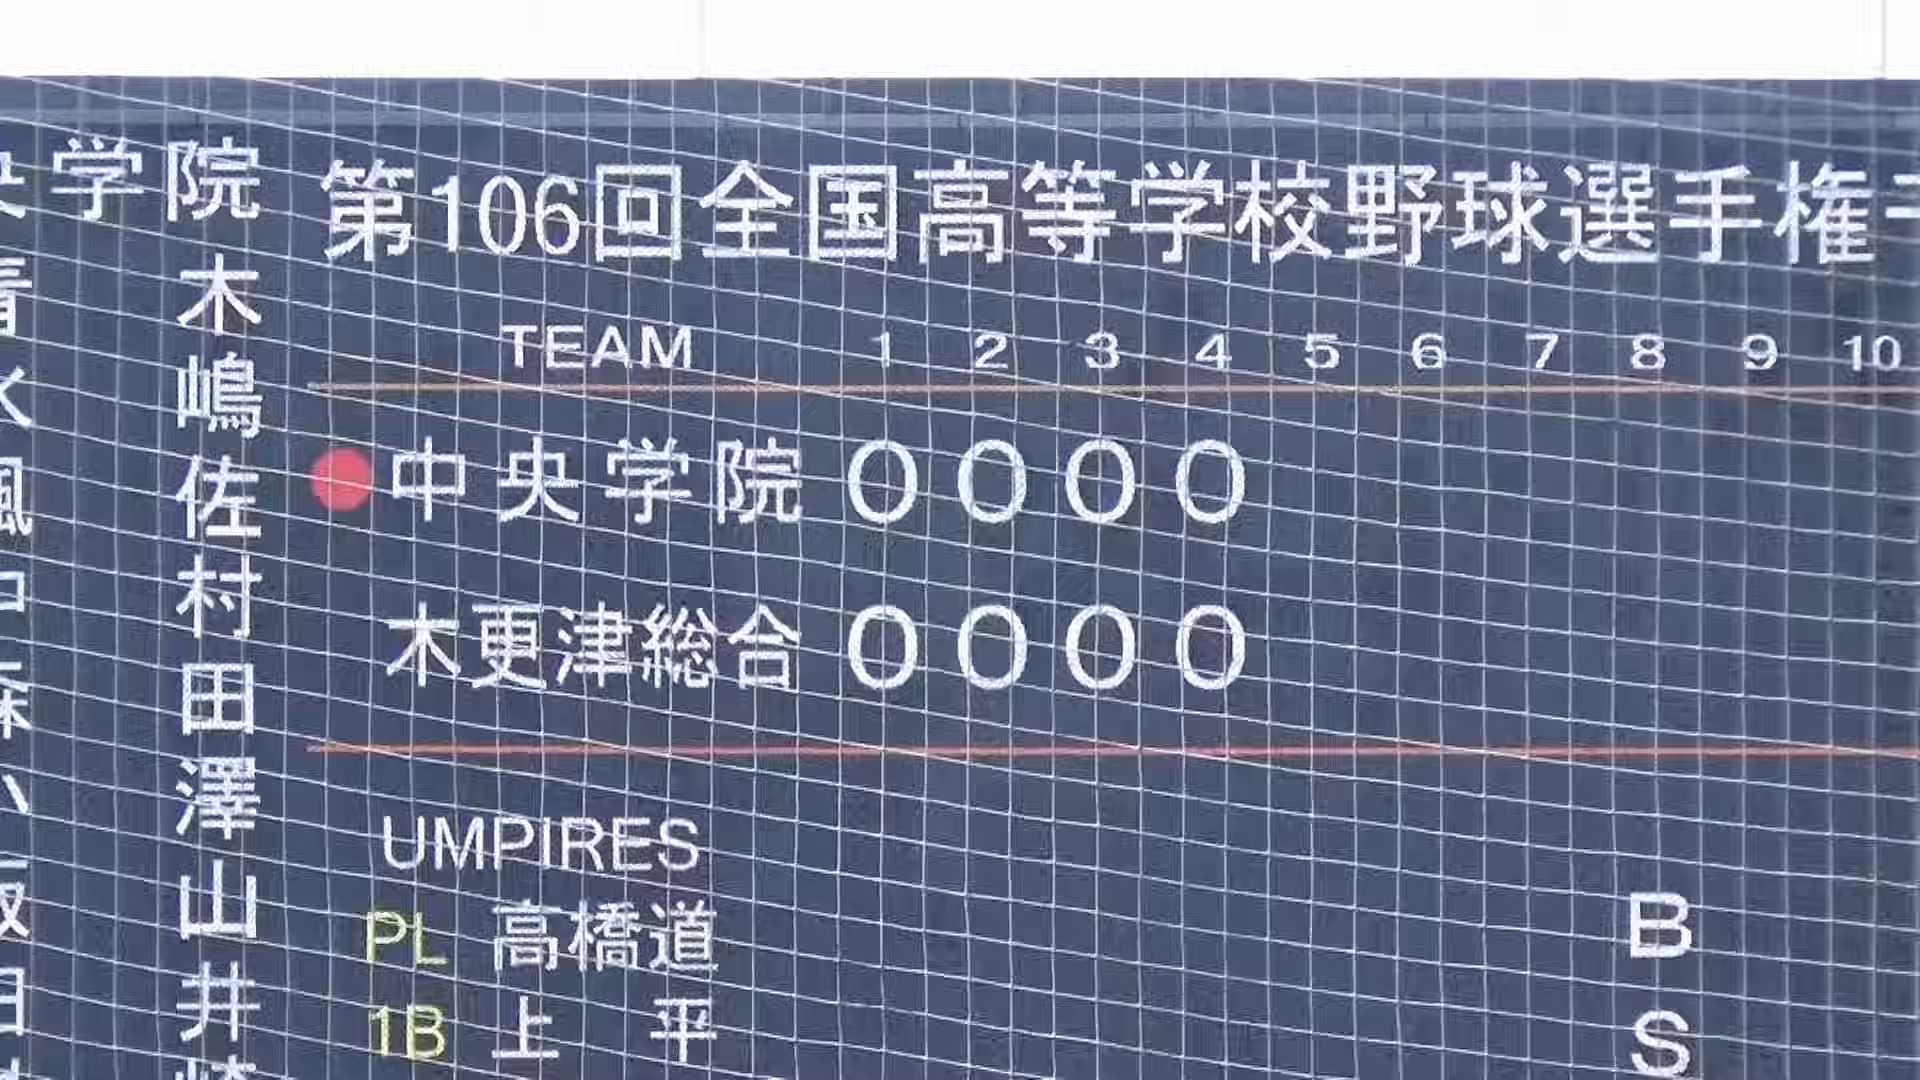 学院
第106回全国高等学校野球選手権
TEAM 1 2 3 4 5 6 7 8 9 10
中央学院 0 0 0 0
木更津総合 0 0 0 0
木
嶋
佐
村
田
澤
山
井
UMPIRES
PL 高橋道
1B 上 平
B
S